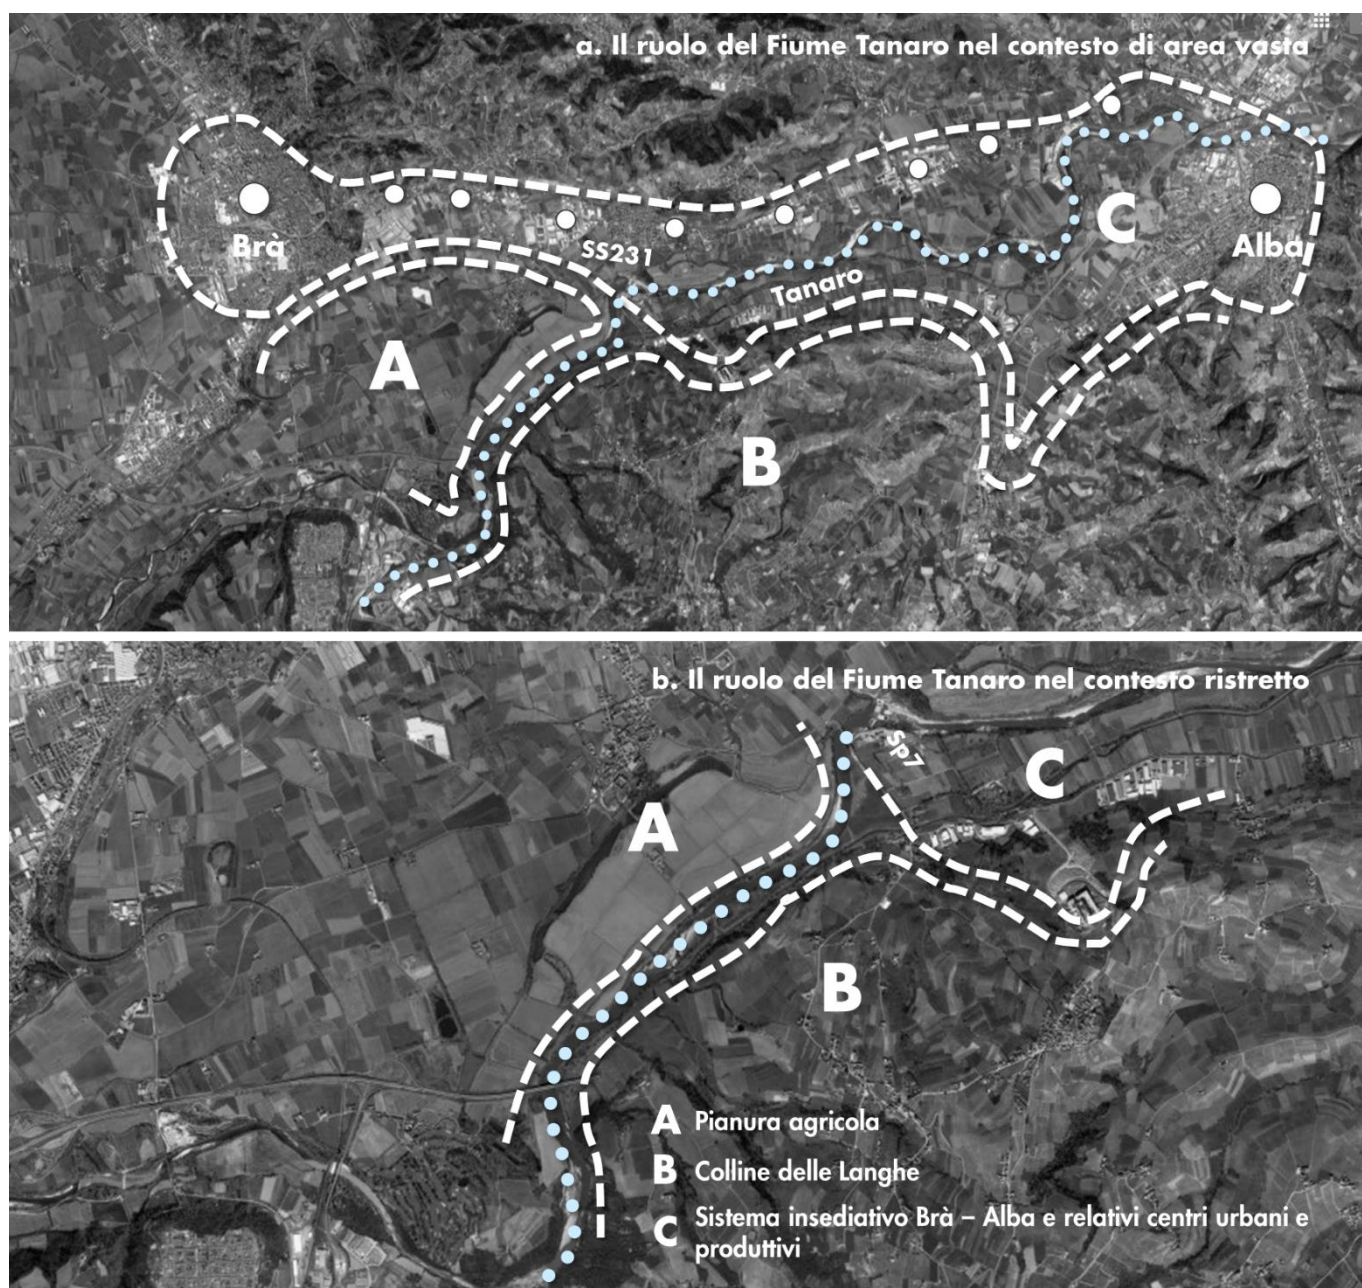 a. Il ruolo del Fiume Tanaro nel contesto di area vasta
Brà
SS231
C
Alba
Tanaro
A
B
b. Il ruolo del Fiume Tanaro nel contesto ristretto
Sp7
C
A
B
A Pianura agricola
B Colline delle Langhe
C Sistema insediativo Brà – Alba e relativi centri urbani e
produttivi